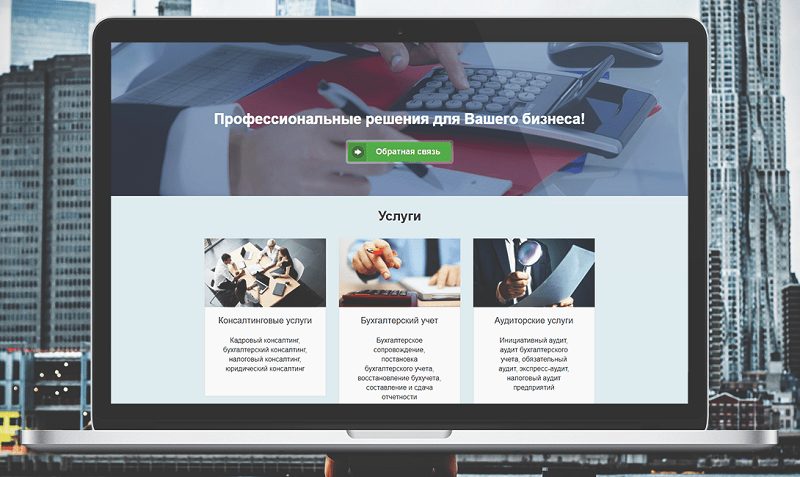 Профессиональные решения для Вашего бизнеса!
Обратная связь
Услуги
Консалтинговые услуги
Кадровый консалтинг,
бухгалтерский консалтинг,
налоговый консалтинг,
юридический консалтинг
Бухгалтерский учет
Бухгалтерское
сопровождение,
постановка
бухгалтерского учета,
восстановление бухучета,
составление и сдача
отчетности
Аудиторские услуги
Инициативный аудит,
аудит бухгалтерского
учета, обязательный
аудит, экспресс-аудит,
налоговый аудит
предприятий